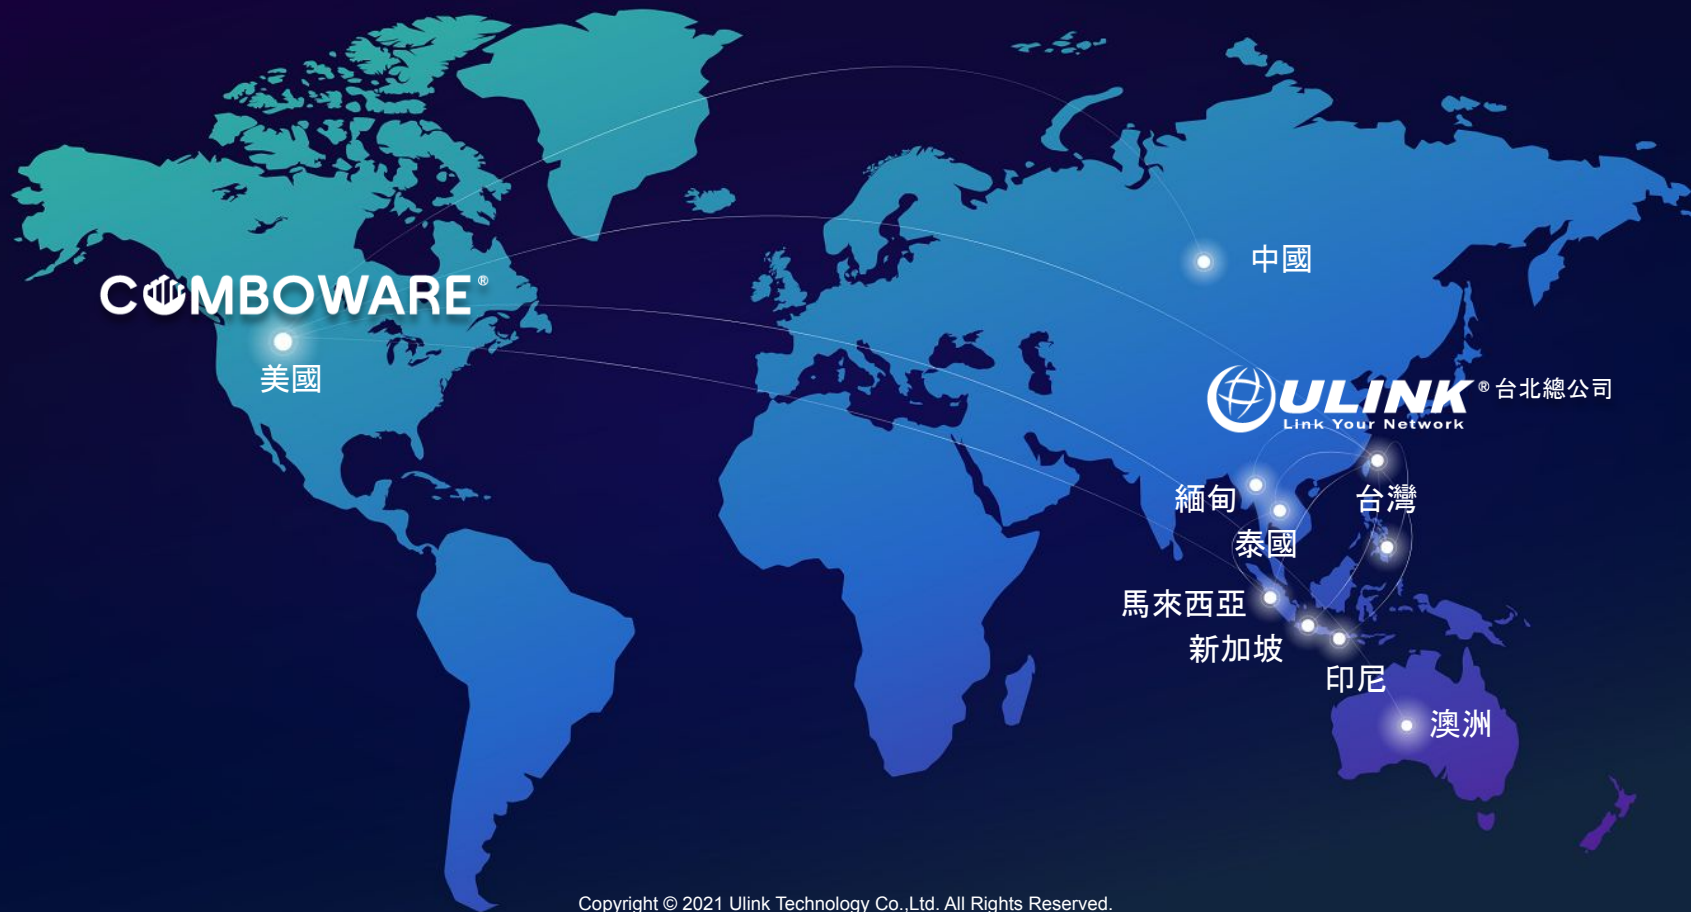 中國
COMBOWARE®
美國
ULINK® 台北總公司
Link Your Network
緬甸
台灣
泰國
馬來西亞
新加坡
印尼
澳洲
Copyright © 2021 Ulink Technology Co.,Ltd. All Rights Reserved.